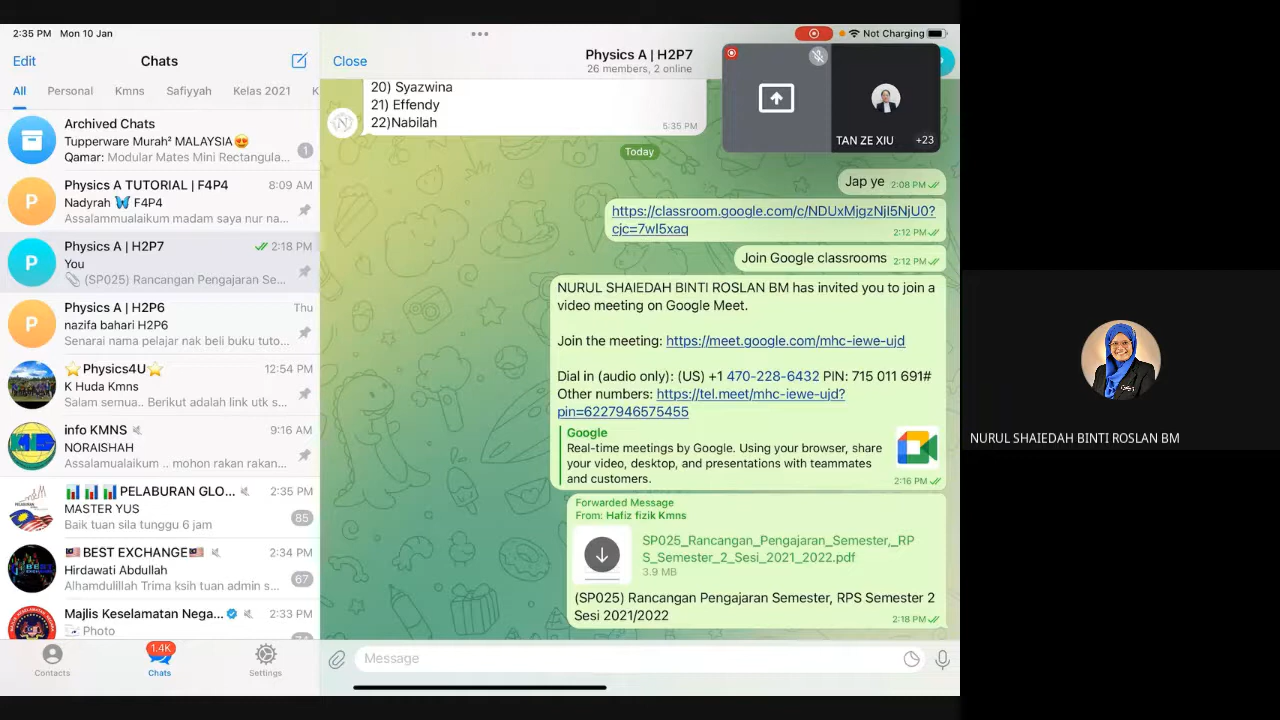 2:35 PM Mon 10 Jan
Not Charging
Edit
Chats
All
Personal
Kmns
Safiyyah
Kelas 2021
K
Archived Chats
Tupperware Murah² MALAYSIA😍
Qamar: Modular Mates Mini Rectangula...
1
P
Physics A TUTORIAL | F4P4
8:09 AM
Nadyrah 🦋 F4P4
Assalammualaikum madam saya nur na...
P
Physics A | H2P7
2:18 PM
You
(SP025) Rancangan Pengajaran Se...
P
Physics A | H2P6
Thu
nazifa bahari H2P6
Senarai nama pelajar nak beli buku tuto...
⭐Physics4U⭐
12:54 PM
K Huda Kmns
Salam semua.. Berikut adalah link utk s...
info KMNS
9:16 AM
NORAISHAH
Assalamualaikum .. mohon rakan rakan...
📊 📊 📊 PELABURAN GLO...
2:35 PM
MASTER YUS
Baik tuan sila tunggu 6 jam
85
🇲🇾BEST EXCHANGE🇲🇾
2:34 PM
Hirdawati Abdullah
Alhamdulillah Trima ksih tuan admin s...
67
Majlis Keselamatan Nega...
2:33 PM
Photo
Contacts
1.4K
Chats
Settings
Close
Physics A | H2P7
26 members, 2 online
20) Syazwina
21) Effendy
22)Nabilah
5:35 PM
Today
Jap ye 2:08 PM
https://classroom.google.com/c/NDUxMjgzNjI5NjU0?
cjc=7wI5xaq
2:12 PM
Join Google classrooms 2:12 PM
NURUL SHAIEDAH BINTI ROSLAN BM has invited you to join a
video meeting on Google Meet.
Join the meeting: https://meet.google.com/mhc-iewe-ujd
Dial in (audio only): (US) +1 470-228-6432 PIN: 715 011 691#
Other numbers: https://tel.meet/mhc-iewe-ujd?
pin=6227946575455
Google
Real-time meetings by Google. Using your browser, share
your video, desktop, and presentations with teammates
and customers.
2:16 PM
Forwarded Message
From: Hafiz fizik Kmns
SP025_Rancangan_Pengajaran_Semester,_RP
S_Semester_2_Sesi_2021_2022.pdf
3.9 MB
(SP025) Rancangan Pengajaran Semester, RPS Semester 2
Sesi 2021/2022
2:18 PM
Message
TAN ZE XIU
+23
NURUL SHAIEDAH BINTI ROSLAN BM